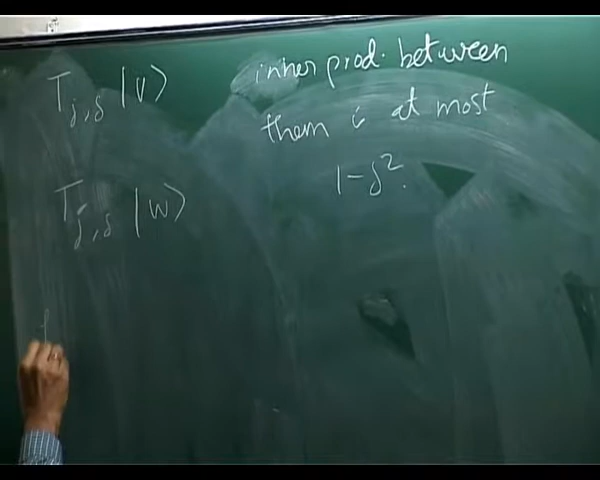 T_{j,δ} |v⟩
inner prod. between
them is at most
1-δ².
T_{j,δ} |w⟩